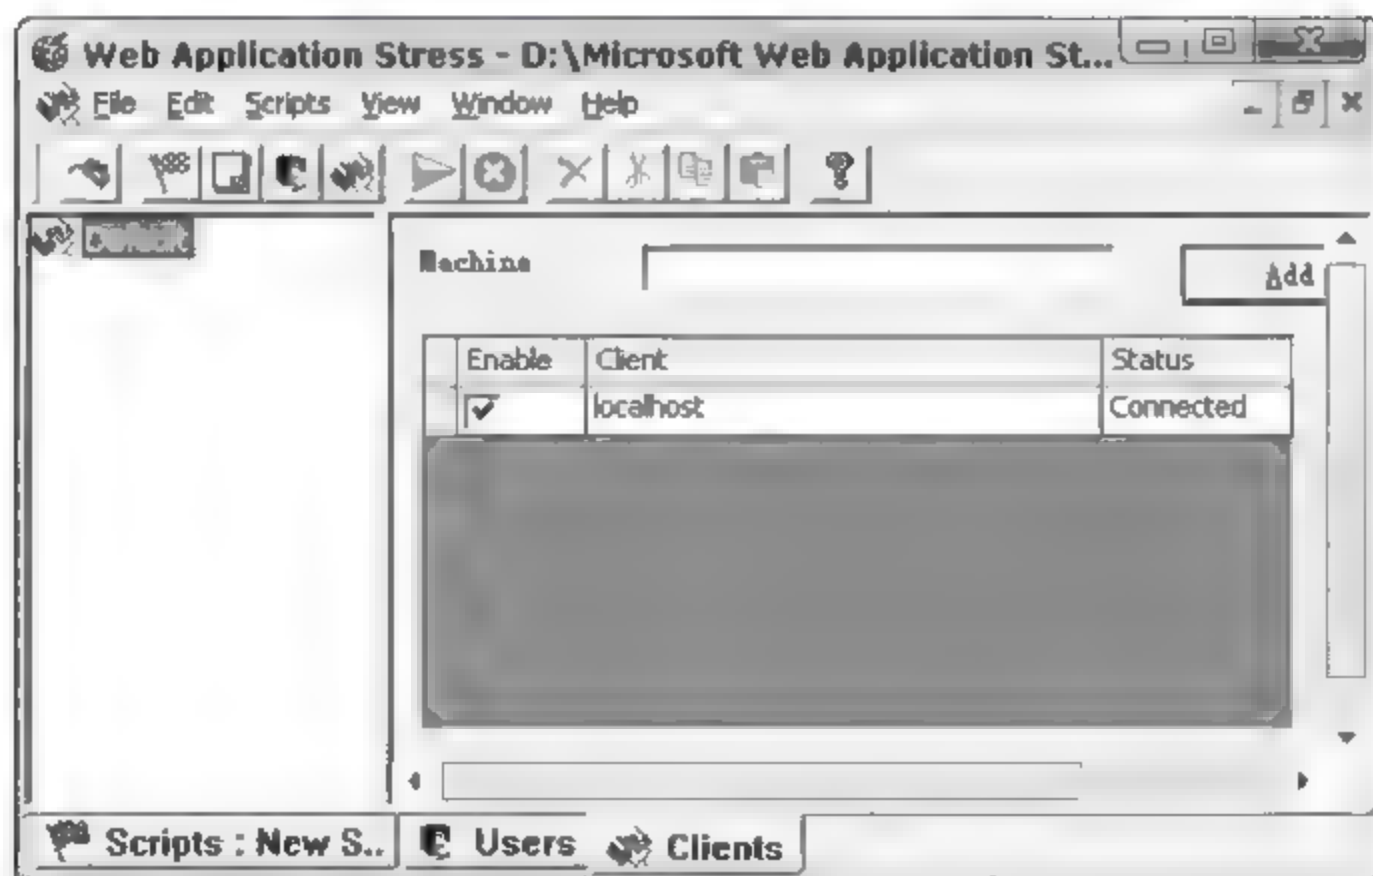 Web Application Stress - D:\Microsoft Web Application St...
File Edit Scripts View Window Help
Machine Add
Enable Client Status
localhost Connected
Scripts : New S.. Users Clients